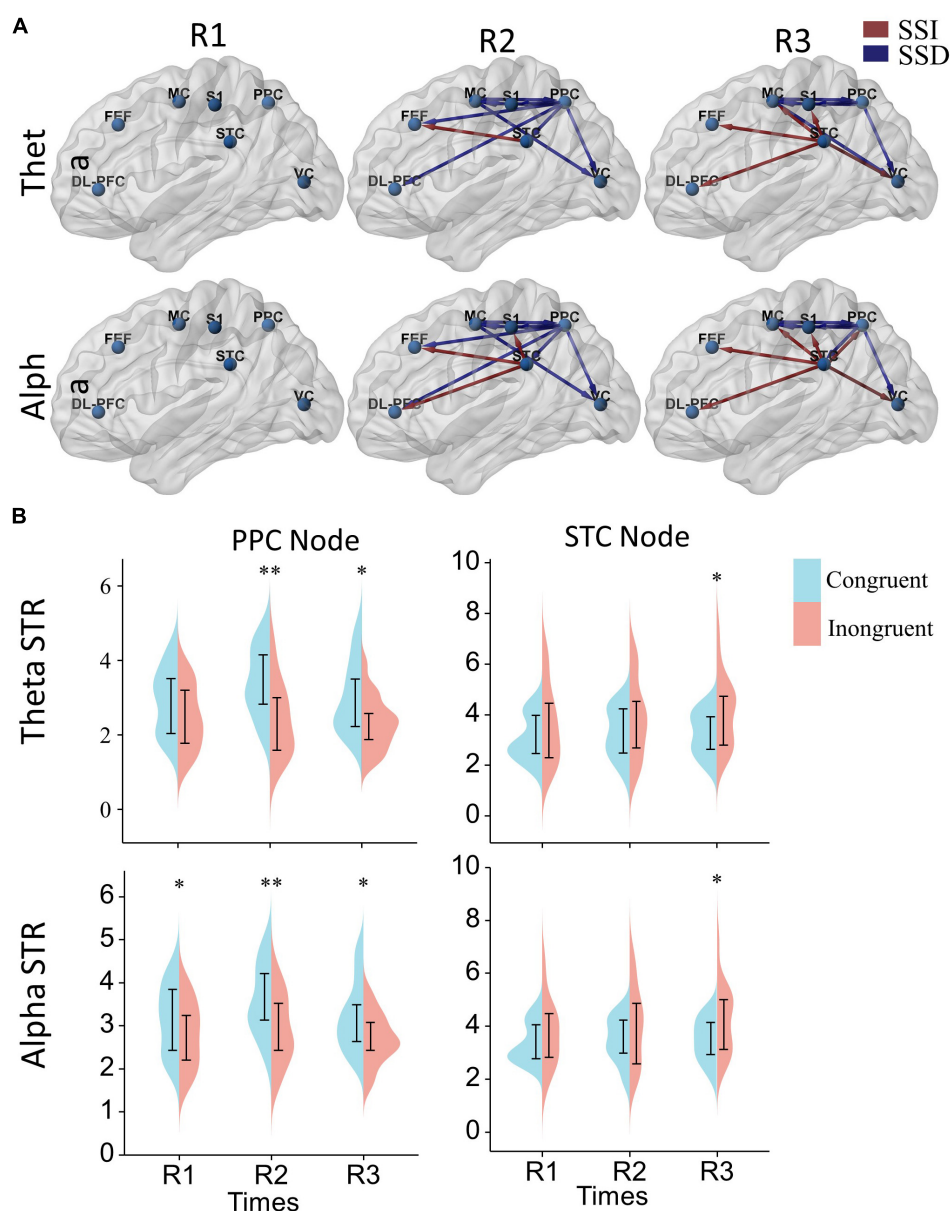 A
R1
R2
R3
SSI
SSD
Thet
a
FEF
MC
S1
PPC
STC
DL-PFC
VC
FEF
MC
S1
PPC
STC
DL-PFC
VC
FEF
MC
S1
PPC
STC
DL-PFC
VC
Alph
a
FEF
MC
S1
PPC
STC
DL-PFC
VC
FEF
MC
S1
PPC
STC
DL-PFC
VC
FEF
MC
S1
PPC
STC
DL-PFC
VC
B
PPC Node
STC Node
Congruent
Inongruent
Theta STR
6
4
2
0
** *
10
8
6
4
2
0
*
Alpha STR
6
5
4
3
2
1
0
* ** *
R1 R2 R3
Times
10
8
6
4
2
0
*
R1 R2 R3
Times